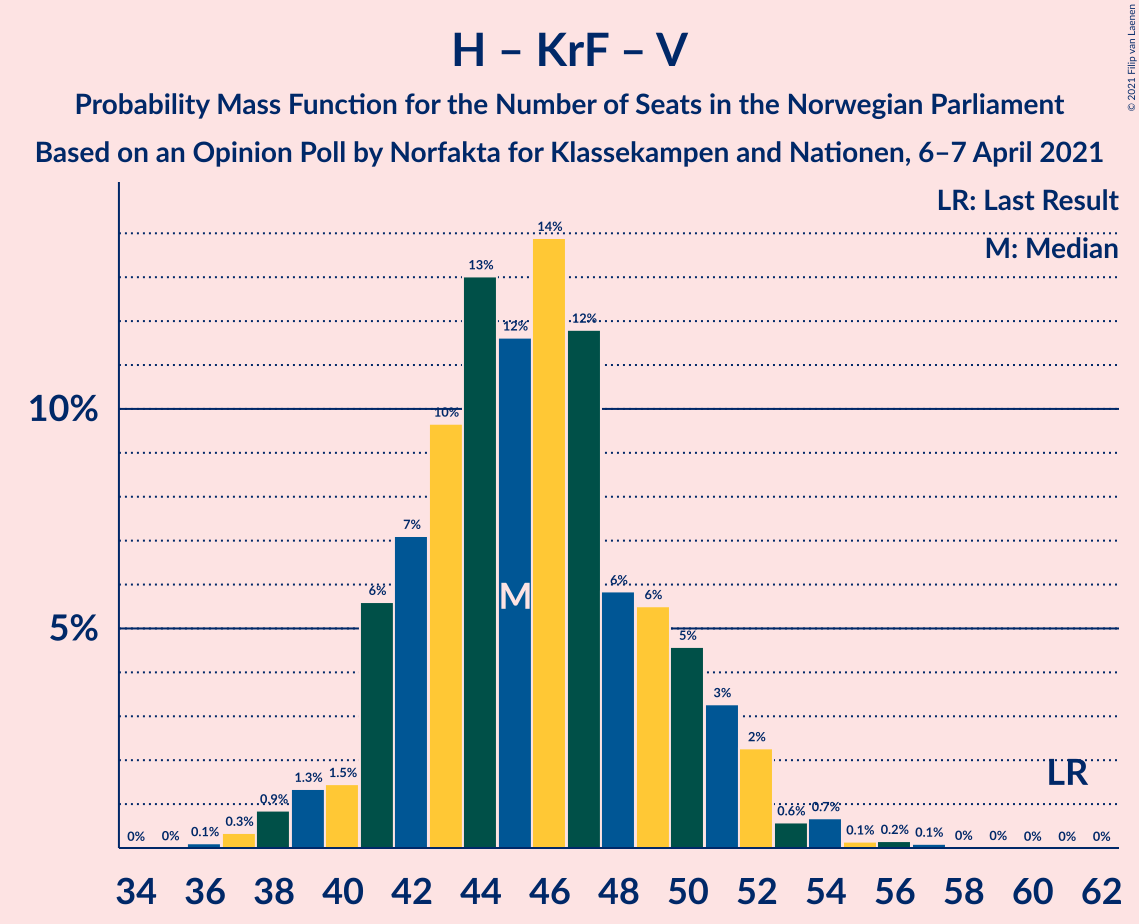 H – KrF – V
Probability Mass Function for the Number of Seats in the Norwegian Parliament
Based on an Opinion Poll by Norfakta for Klassekampen and Nationen, 6–7 April 2021
© 2021 Filip van Laenen
LR: Last Result
M: Median
10%
5%
0% 0% 0.1% 0.3% 0.9% 1.3% 1.5% 6% 7% 10% 13% 12% 14% 12% 6% 6% 5% 3% 2% 0.6% 0.7% 0.1% 0.2% 0.1% 0% 0% 0% 0% 0%
M
LR
34 36 38 40 42 44 46 48 50 52 54 56 58 60 62